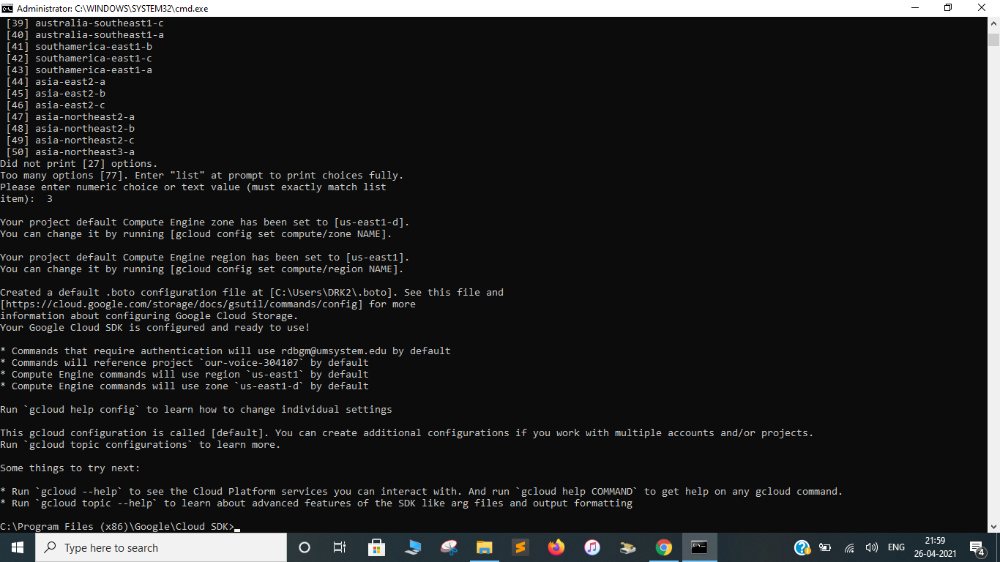 Administrator: C:\WINDOWS\SYSTEM32\cmd.exe
[39] australia-southeast1-c
[40] australia-southeast1-a
[41] southamerica-east1-b
[42] southamerica-east1-c
[43] southamerica-east1-a
[44] asia-east2-a
[45] asia-east2-b
[46] asia-east2-c
[47] asia-northeast2-a
[48] asia-northeast2-b
[49] asia-northeast2-c
[50] asia-northeast3-a
Did not print [27] options.
Too many options [77]. Enter "list" at prompt to print choices fully.
Please enter numeric choice or text value (must exactly match list
item):  3
Your project default Compute Engine zone has been set to [us-east1-d].
You can change it by running [gcloud config set compute/zone NAME].
Your project default Compute Engine region has been set to [us-east1].
You can change it by running [gcloud config set compute/region NAME].
Created a default .boto configuration file at [C:\Users\DRK2\.boto]. See this file and
[https://cloud.google.com/storage/docs/gsutil/commands/config] for more
information about configuring Google Cloud Storage.
Your Google Cloud SDK is configured and ready to use!
* Commands that require authentication will use rdbgm@umsystem.edu by default
* Commands will reference project `our-voice-304107` by default
* Compute Engine commands will use region `us-east1` by default
* Compute Engine commands will use zone `us-east1-d` by default
Run `gcloud help config` to learn how to change individual settings
This gcloud configuration is called [default]. You can create additional configurations if you work with multiple accounts and/or projects.
Run `gcloud topic configurations` to learn more.
Some things to try next:
* Run `gcloud --help` to see the Cloud Platform services you can interact with. And run `gcloud help COMMAND` to get help on any gcloud command.
* Run `gcloud topic --help` to learn about advanced features of the SDK like arg files and output formatting
C:\Program Files (x86)\Google\Cloud SDK>
Type here to search
ENG
21:59
26-04-2021
4